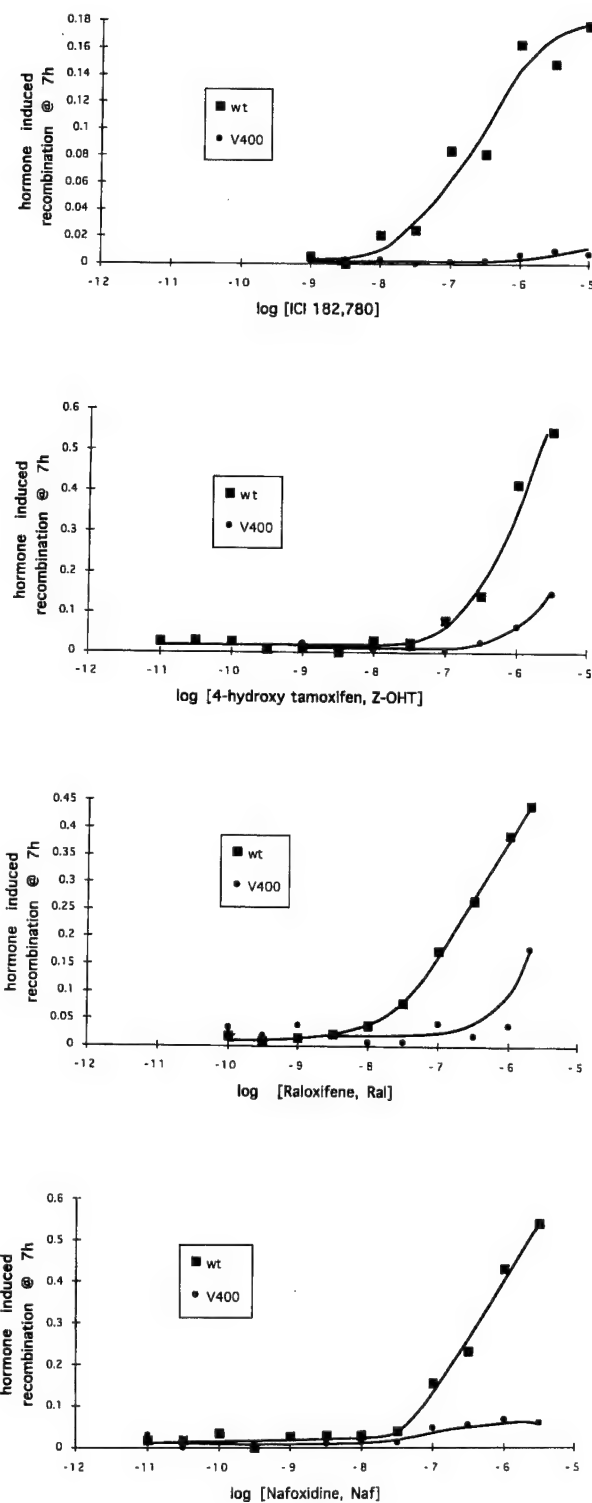 0.18
0.16
0.14
0.12
0.1
0.08
0.06
0.04
0.02
0
hormone induced
recombination @ 7h
wt
V400
-12 -11 -10 -9 -8 -7 -6 -5
log [ICI 182,780]
0.6
0.5
0.4
0.3
0.2
0.1
0
hormone induced
recombination @ 7h
wt
V400
-12 -11 -10 -9 -8 -7 -6 -5
log [4-hydroxy tamoxifen, Z-OHT]
0.45
0.4
0.35
0.3
0.25
0.2
0.15
0.1
0.05
0
hormone induced
recombination @ 7h
wt
V400
-12 -11 -10 -9 -8 -7 -6 -5
log [Raloxifene, Ral]
0.6
0.5
0.4
0.3
0.2
0.1
0
hormone induced
recombination @ 7h
wt
V400
-12 -11 -10 -9 -8 -7 -6 -5
log [Nafoxidine, Naf]